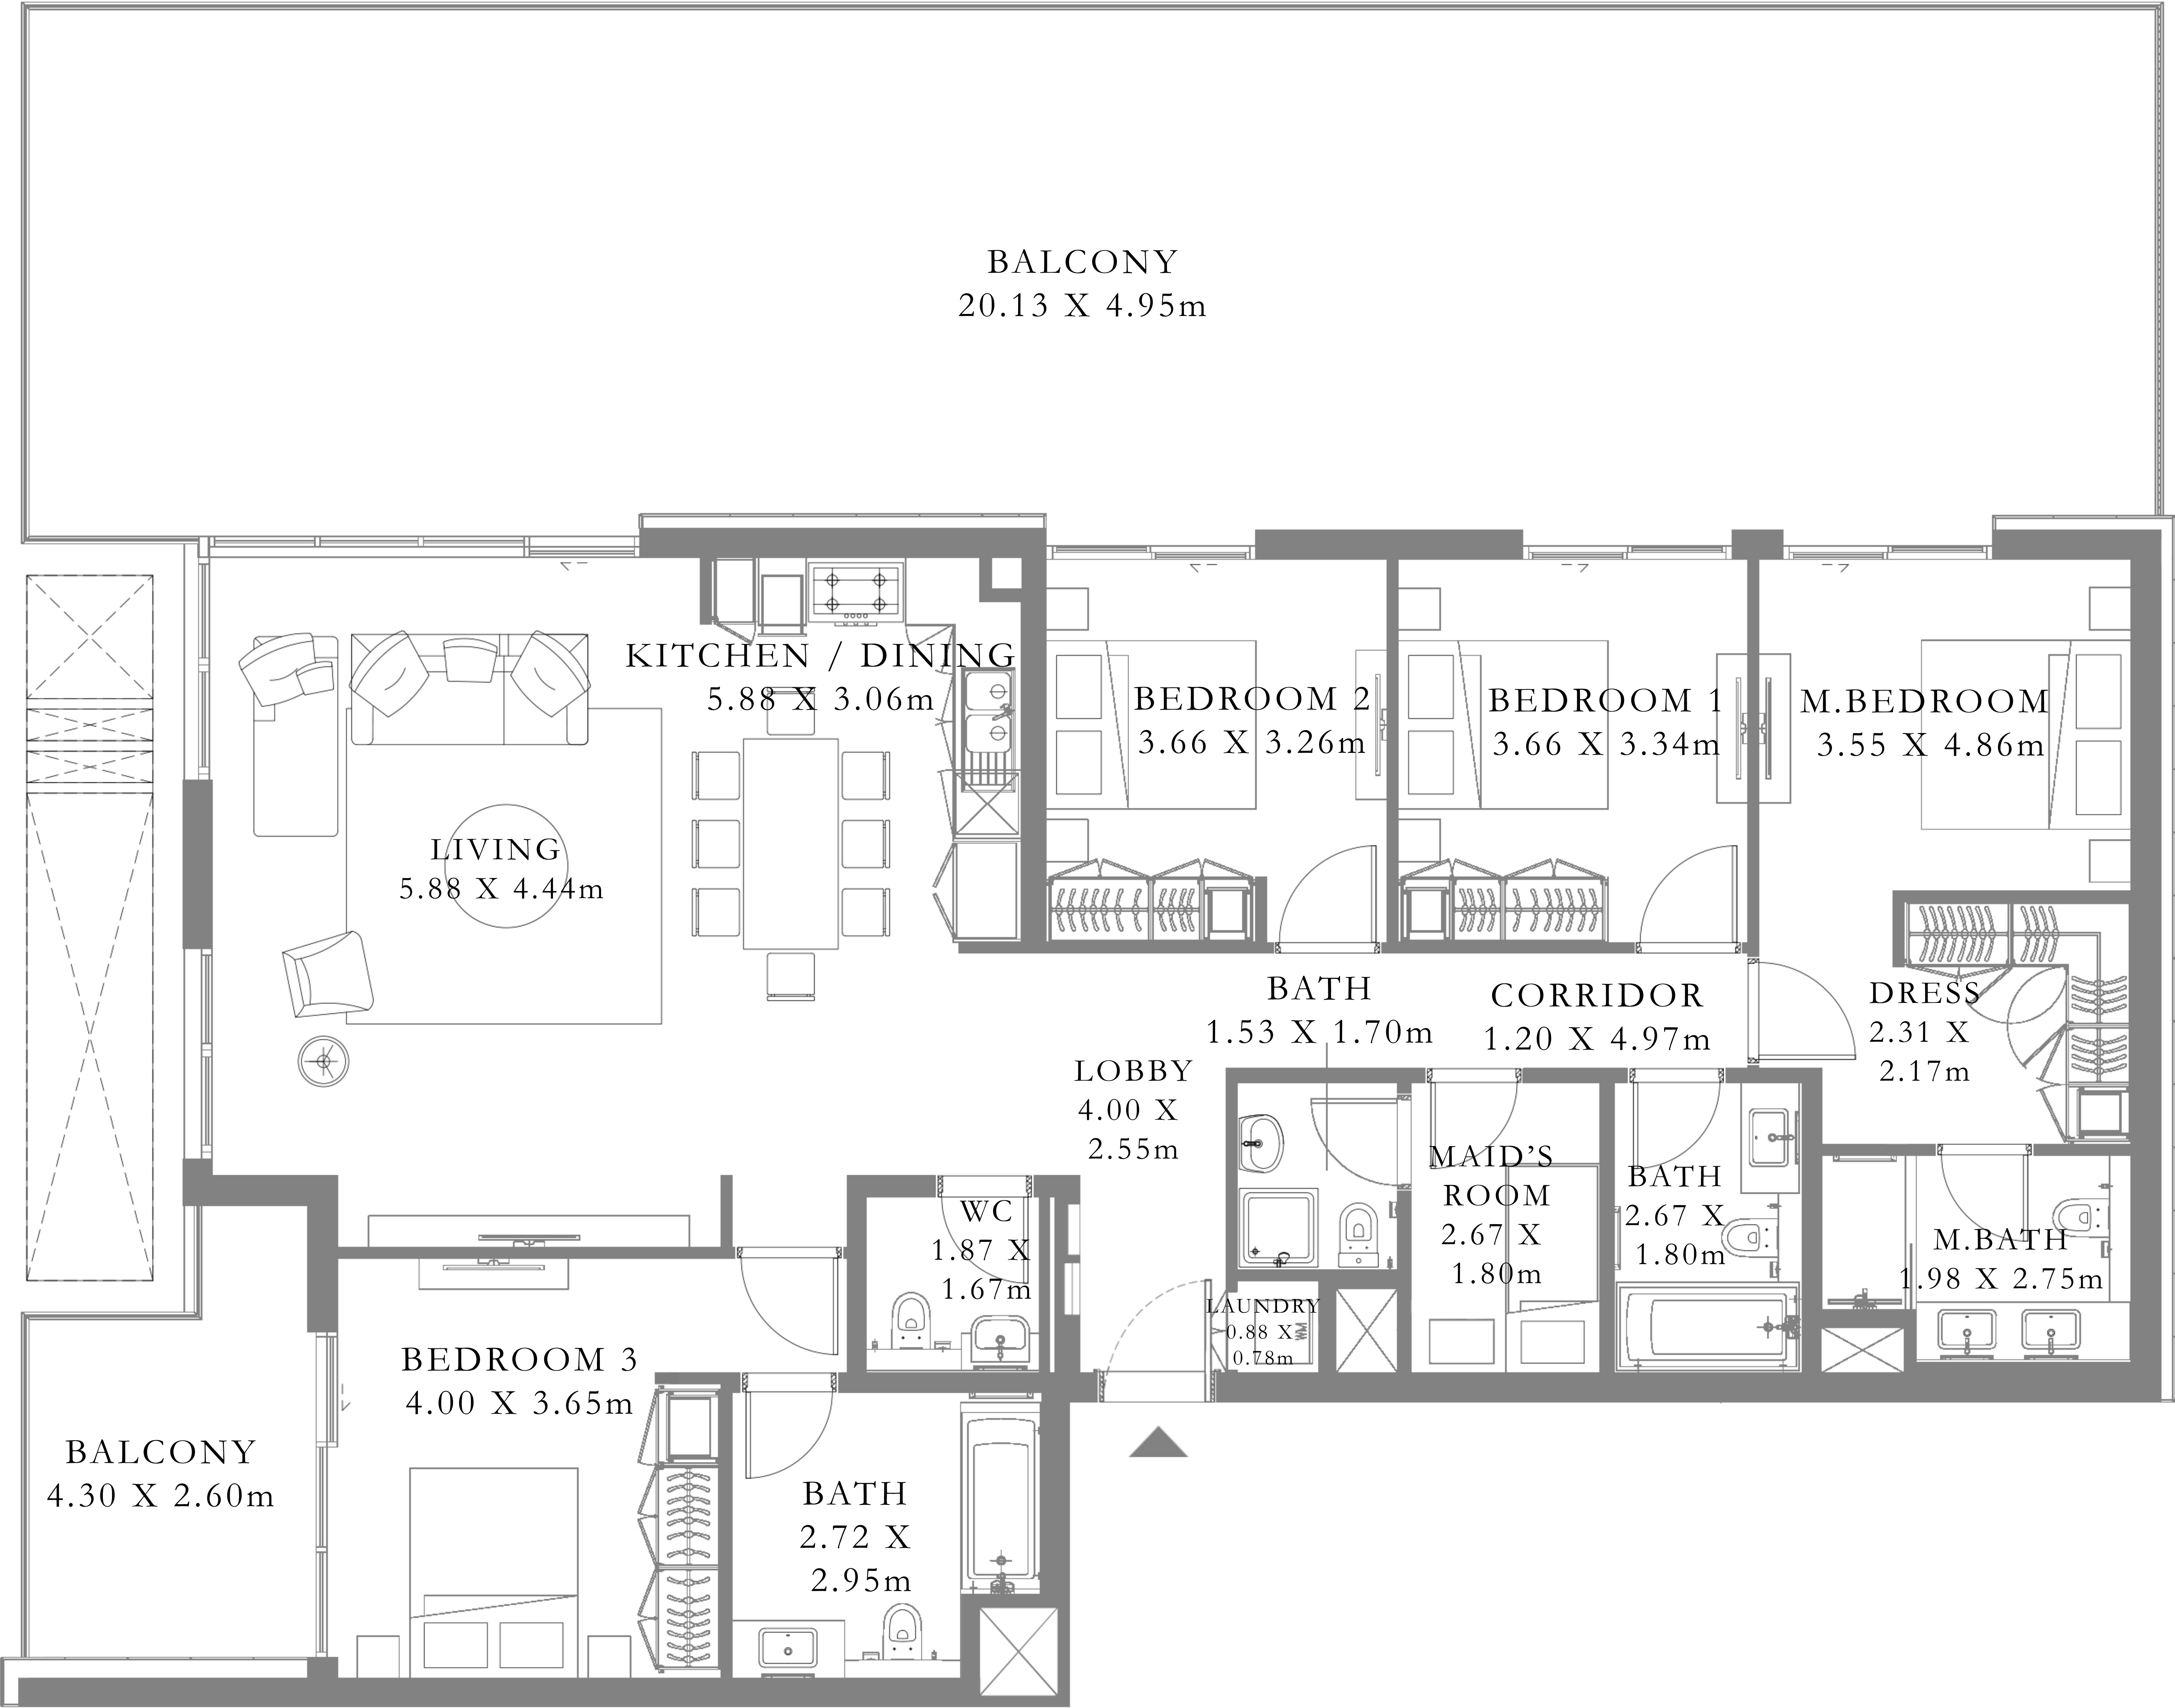 BALCONY
20.13 X 4.95m
KITCHEN / DINING
5.88 X 3.06m
BEDROOM 2
3.66 X 3.26m
BEDROOM 1
3.66 X 3.34m
M.BEDROOM
3.55 X 4.86m
LIVING
5.88 X 4.44m
BATH
1.53 X 1.70m
CORRIDOR
1.20 X 4.97m
DRESS
2.31 X
2.17m
LOBBY
4.00 X
2.55m
MAID'S
ROOM
2.67 X
1.80m
BATH
2.67 X
1.80m
WC
1.87 X
1.67m
M.BATH
1.98 X 2.75m
LAUNDRY
0.88 X
0.78m
BEDROOM 3
4.00 X 3.65m
BALCONY
4.30 X 2.60m
BATH
2.72 X
2.95m